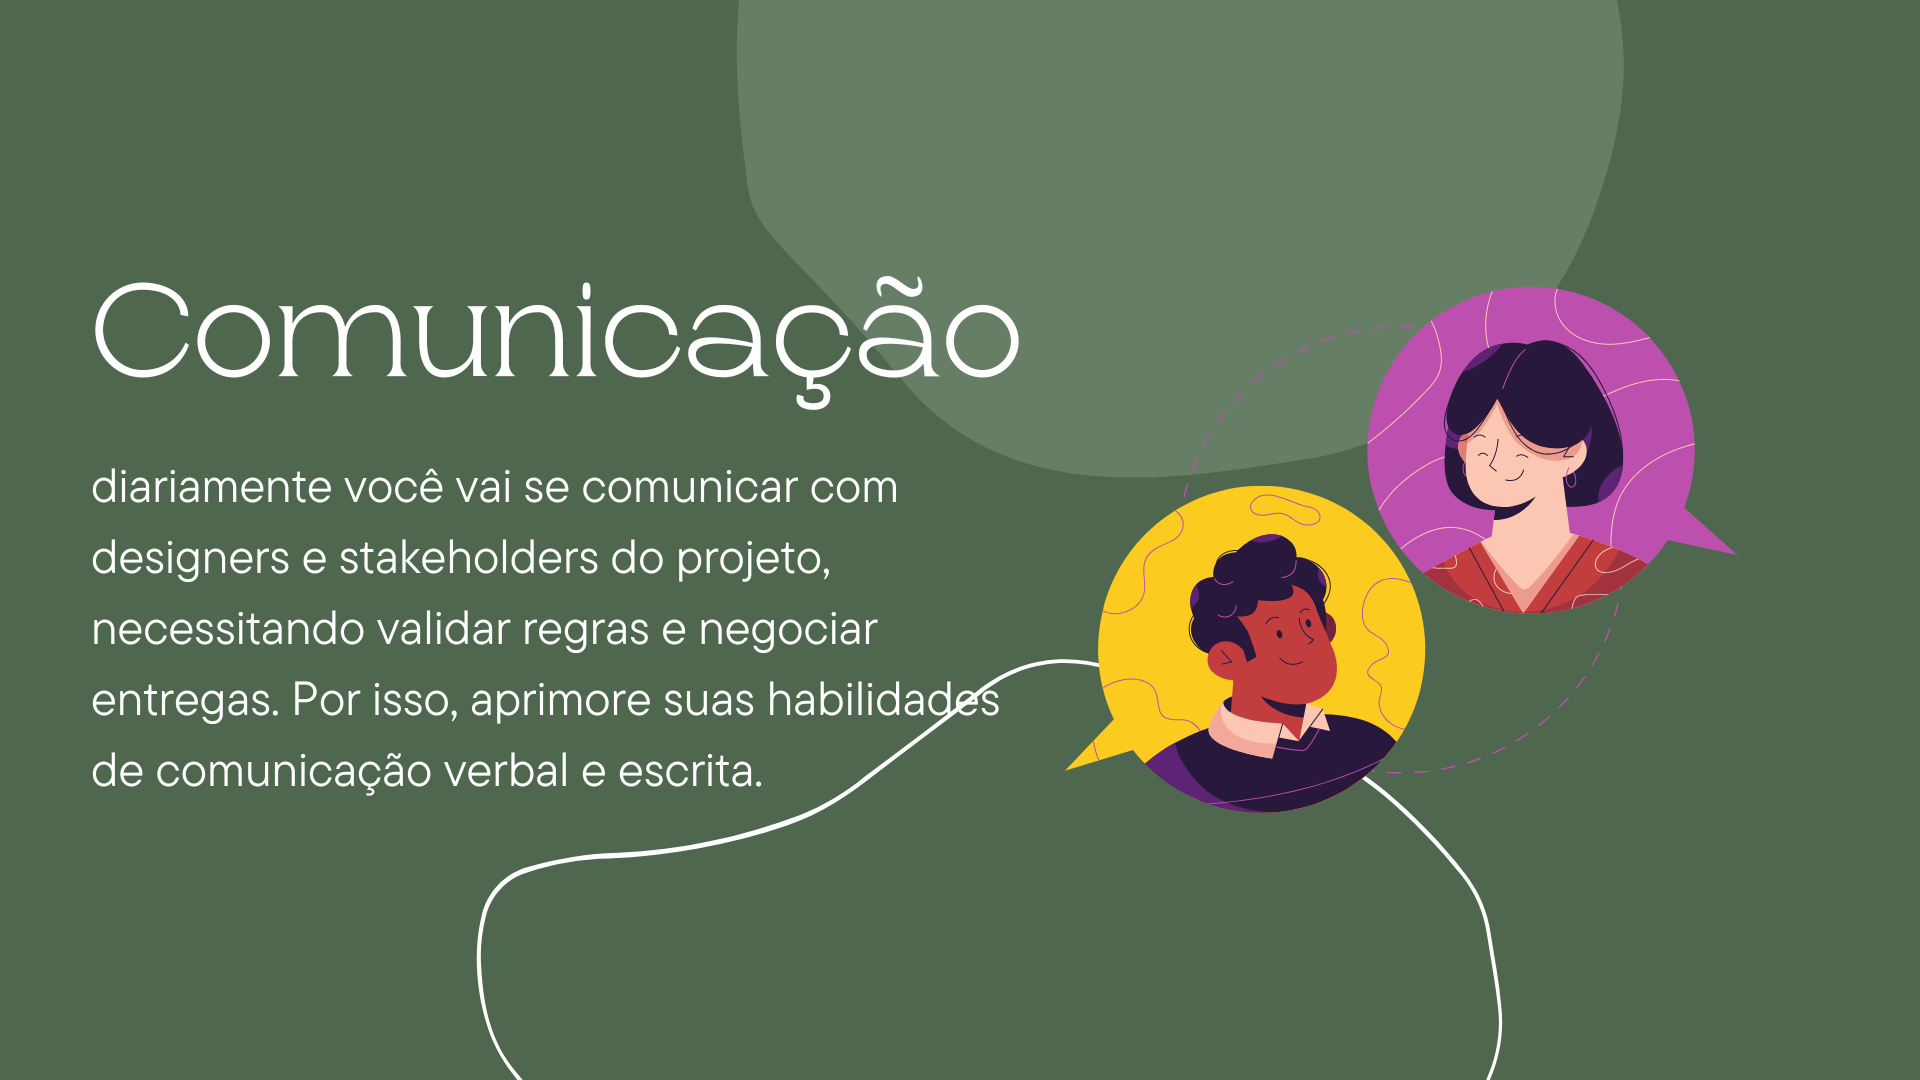 Comunicação
diariamente você vai se comunicar com
designers e stakeholders do projeto,
necessitando validar regras e negociar
entregas. Por isso, aprimore suas habilidades
de comunicação verbal e escrita.